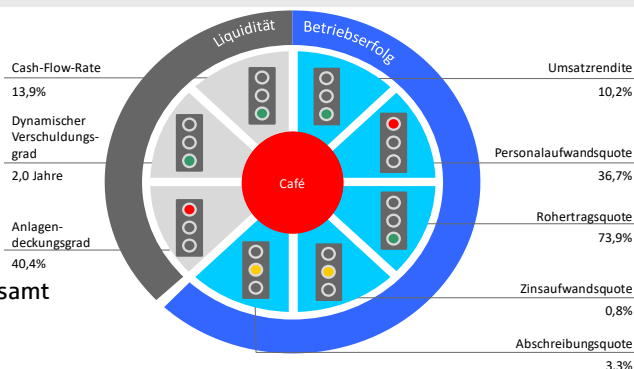 Liquidität
Betriebserfolg
Cash-Flow-Rate
13,9%
Dynamischer
Verschuldungs-
grad
2,0 Jahre
Anlagen-
deckungsgrad
40,4%
samt
Café
Umsatzrendite
10,2%
Personalaufwandsquote
36,7%
Rohertragsquote
73,9%
Zinsaufwandsquote
0,8%
Abschreibungsquote
3,3%